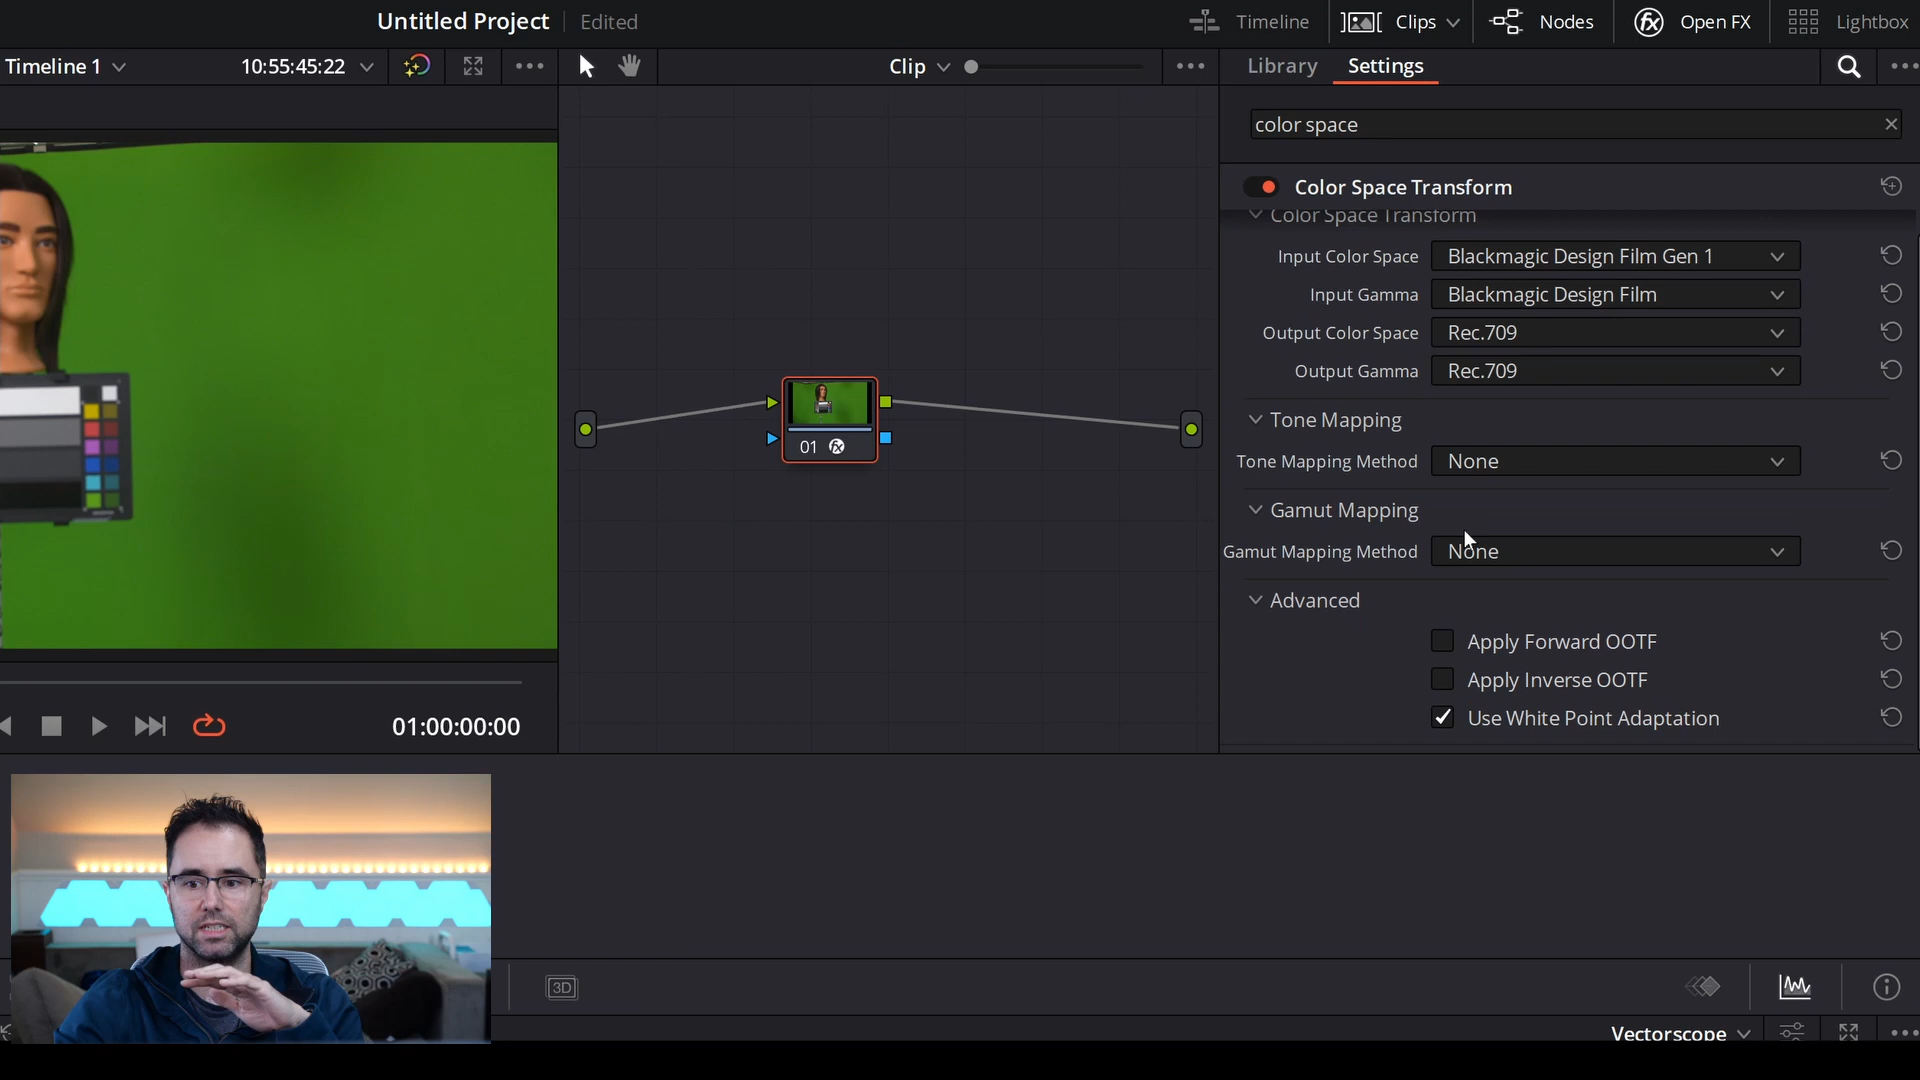 Untitled Project Edited
Timeline Clips Nodes Open FX Lightbox
Timeline 1 10:55:45:22 Clip Library Settings
color space
Color Space Transform
Color Space Transform
Input Color Space Blackmagic Design Film Gen 1
Input Gamma Blackmagic Design Film
Output Color Space Rec.709
Output Gamma Rec.709
Tone Mapping
Tone Mapping Method None
Gamut Mapping
Gamut Mapping Method None
Advanced
Apply Forward OOTF
Apply Inverse OOTF
Use White Point Adaptation
01
01:00:00:00
3D
Vectorscope